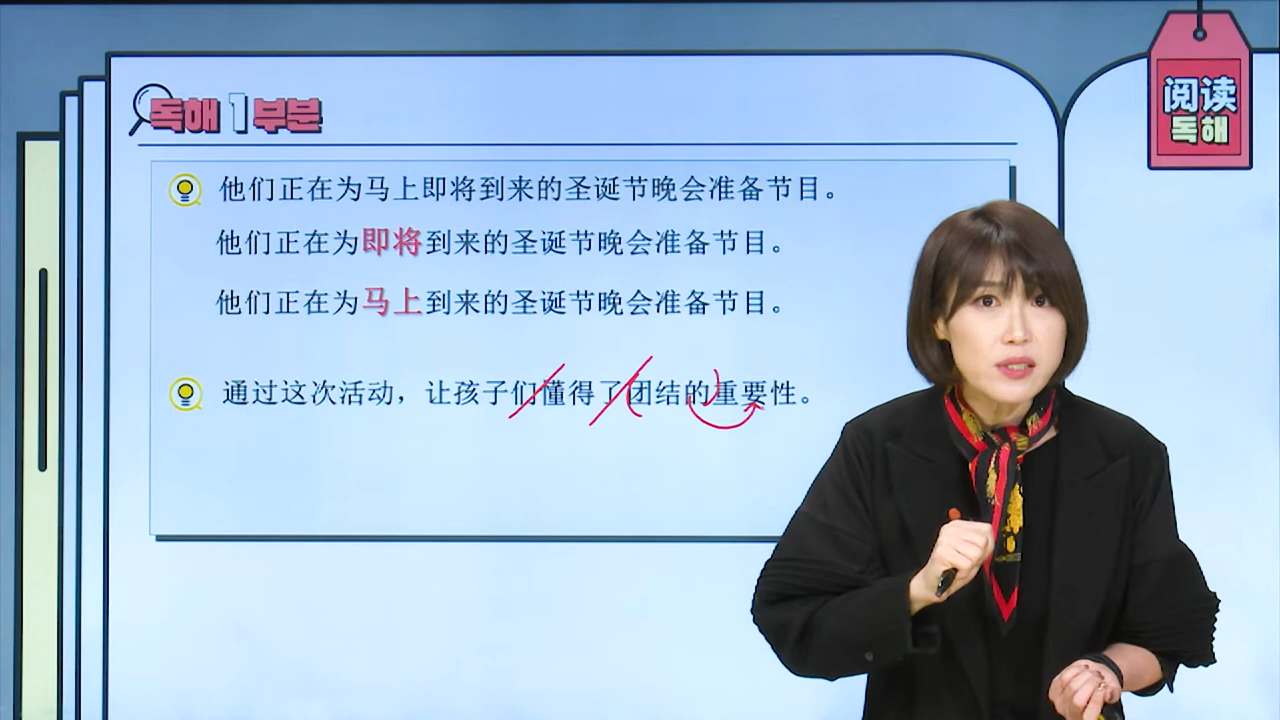 독해 1 부분
阅读
독해
他们正在为马上即将到来的圣诞节晚会准备节目。
他们正在为即将到来的圣诞节晚会准备节目。
他们正在为马上到来的圣诞节晚会准备节目。
通过这次活动，让孩子们懂得了团结的重要性。